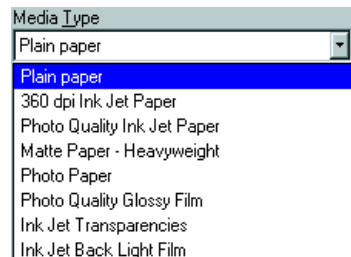 Media Type
Plain paper
Plain paper
360 dpi Ink Jet Paper
Photo Quality Ink Jet Paper
Matte Paper - Heavyweight
Photo Paper
Photo Quality Glossy Film
Ink Jet Transparencies
Ink Jet Back Light Film